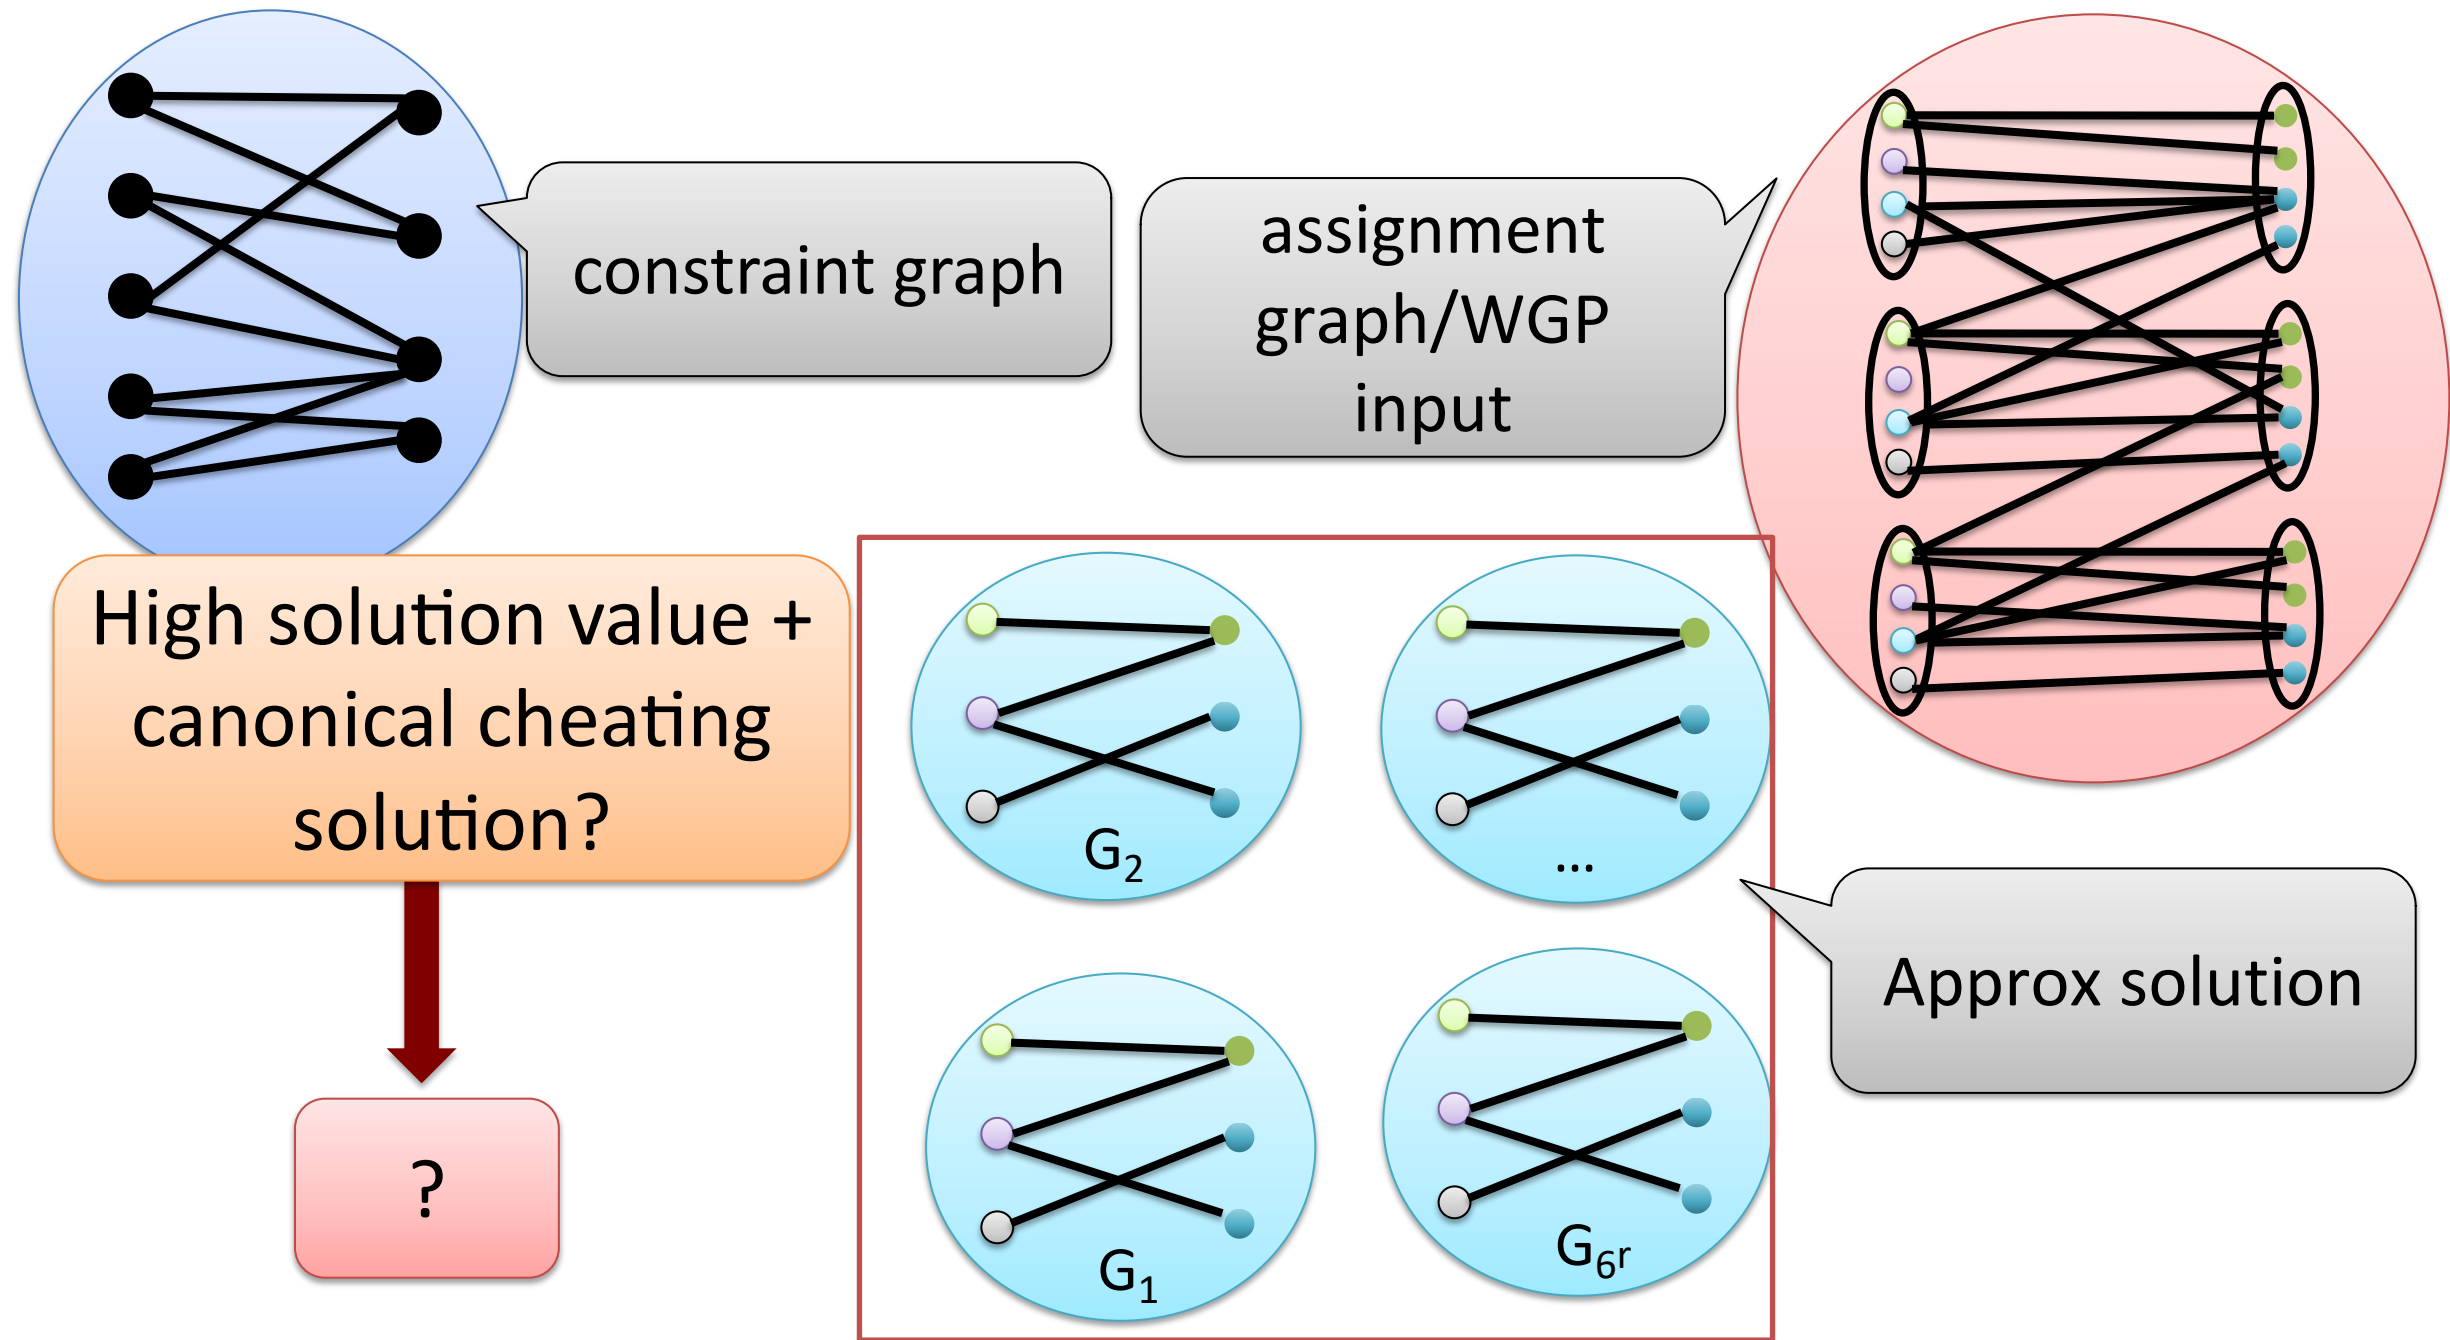 constraint graph
assignment
graph/WGP
input
High solution value +
canonical cheating
solution?
?
G₂
...
G₁
G₆ʳ
Approx solution